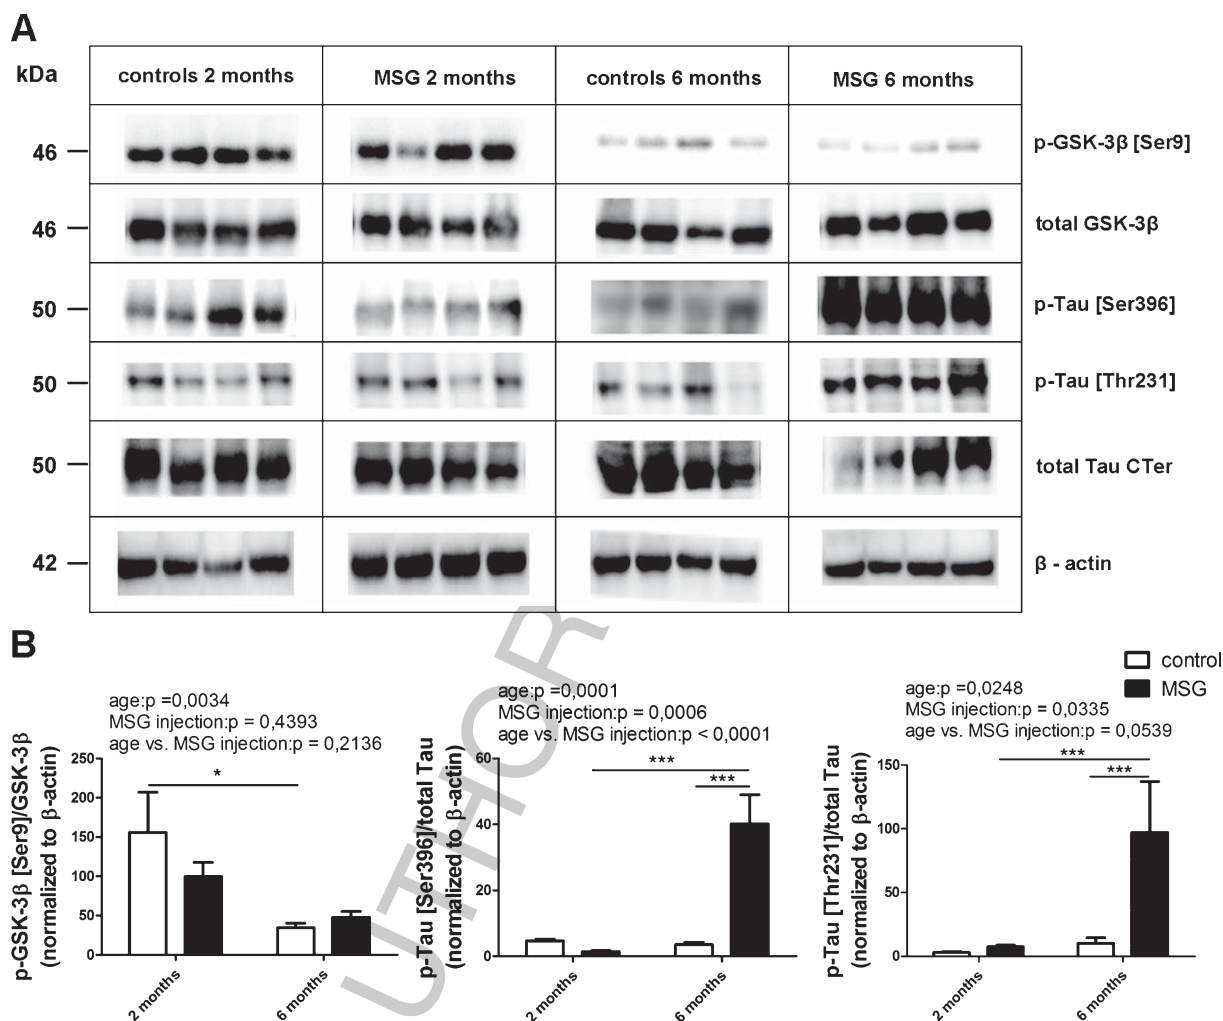 A
kDa
controls 2 months
MSG 2 months
controls 6 months
MSG 6 months
46
p-GSK-3β [Ser9]
46
total GSK-3β
50
p-Tau [Ser396]
50
p-Tau [Thr231]
50
total Tau CTer
42
β - actin
B
control
MSG
age:p =0,0034
MSG injection:p = 0,4393
age vs. MSG injection:p = 0,2136
p-GSK-3β [Ser9]/GSK-3β
(normalized to β-actin)
250
200
150
100
50
0
*
2 months
6 months
age:p =0,0001
MSG injection:p = 0,0006
age vs. MSG injection:p < 0,0001
p-Tau [Ser396]/total Tau
(normalized to β-actin)
60
40
20
0
***
***
2 months
6 months
age:p =0,0248
MSG injection:p = 0,0335
age vs. MSG injection:p = 0,0539
p-Tau [Thr231]/total Tau
(normalized to β-actin)
150
100
50
0
***
***
2 months
6 months
UTHOR